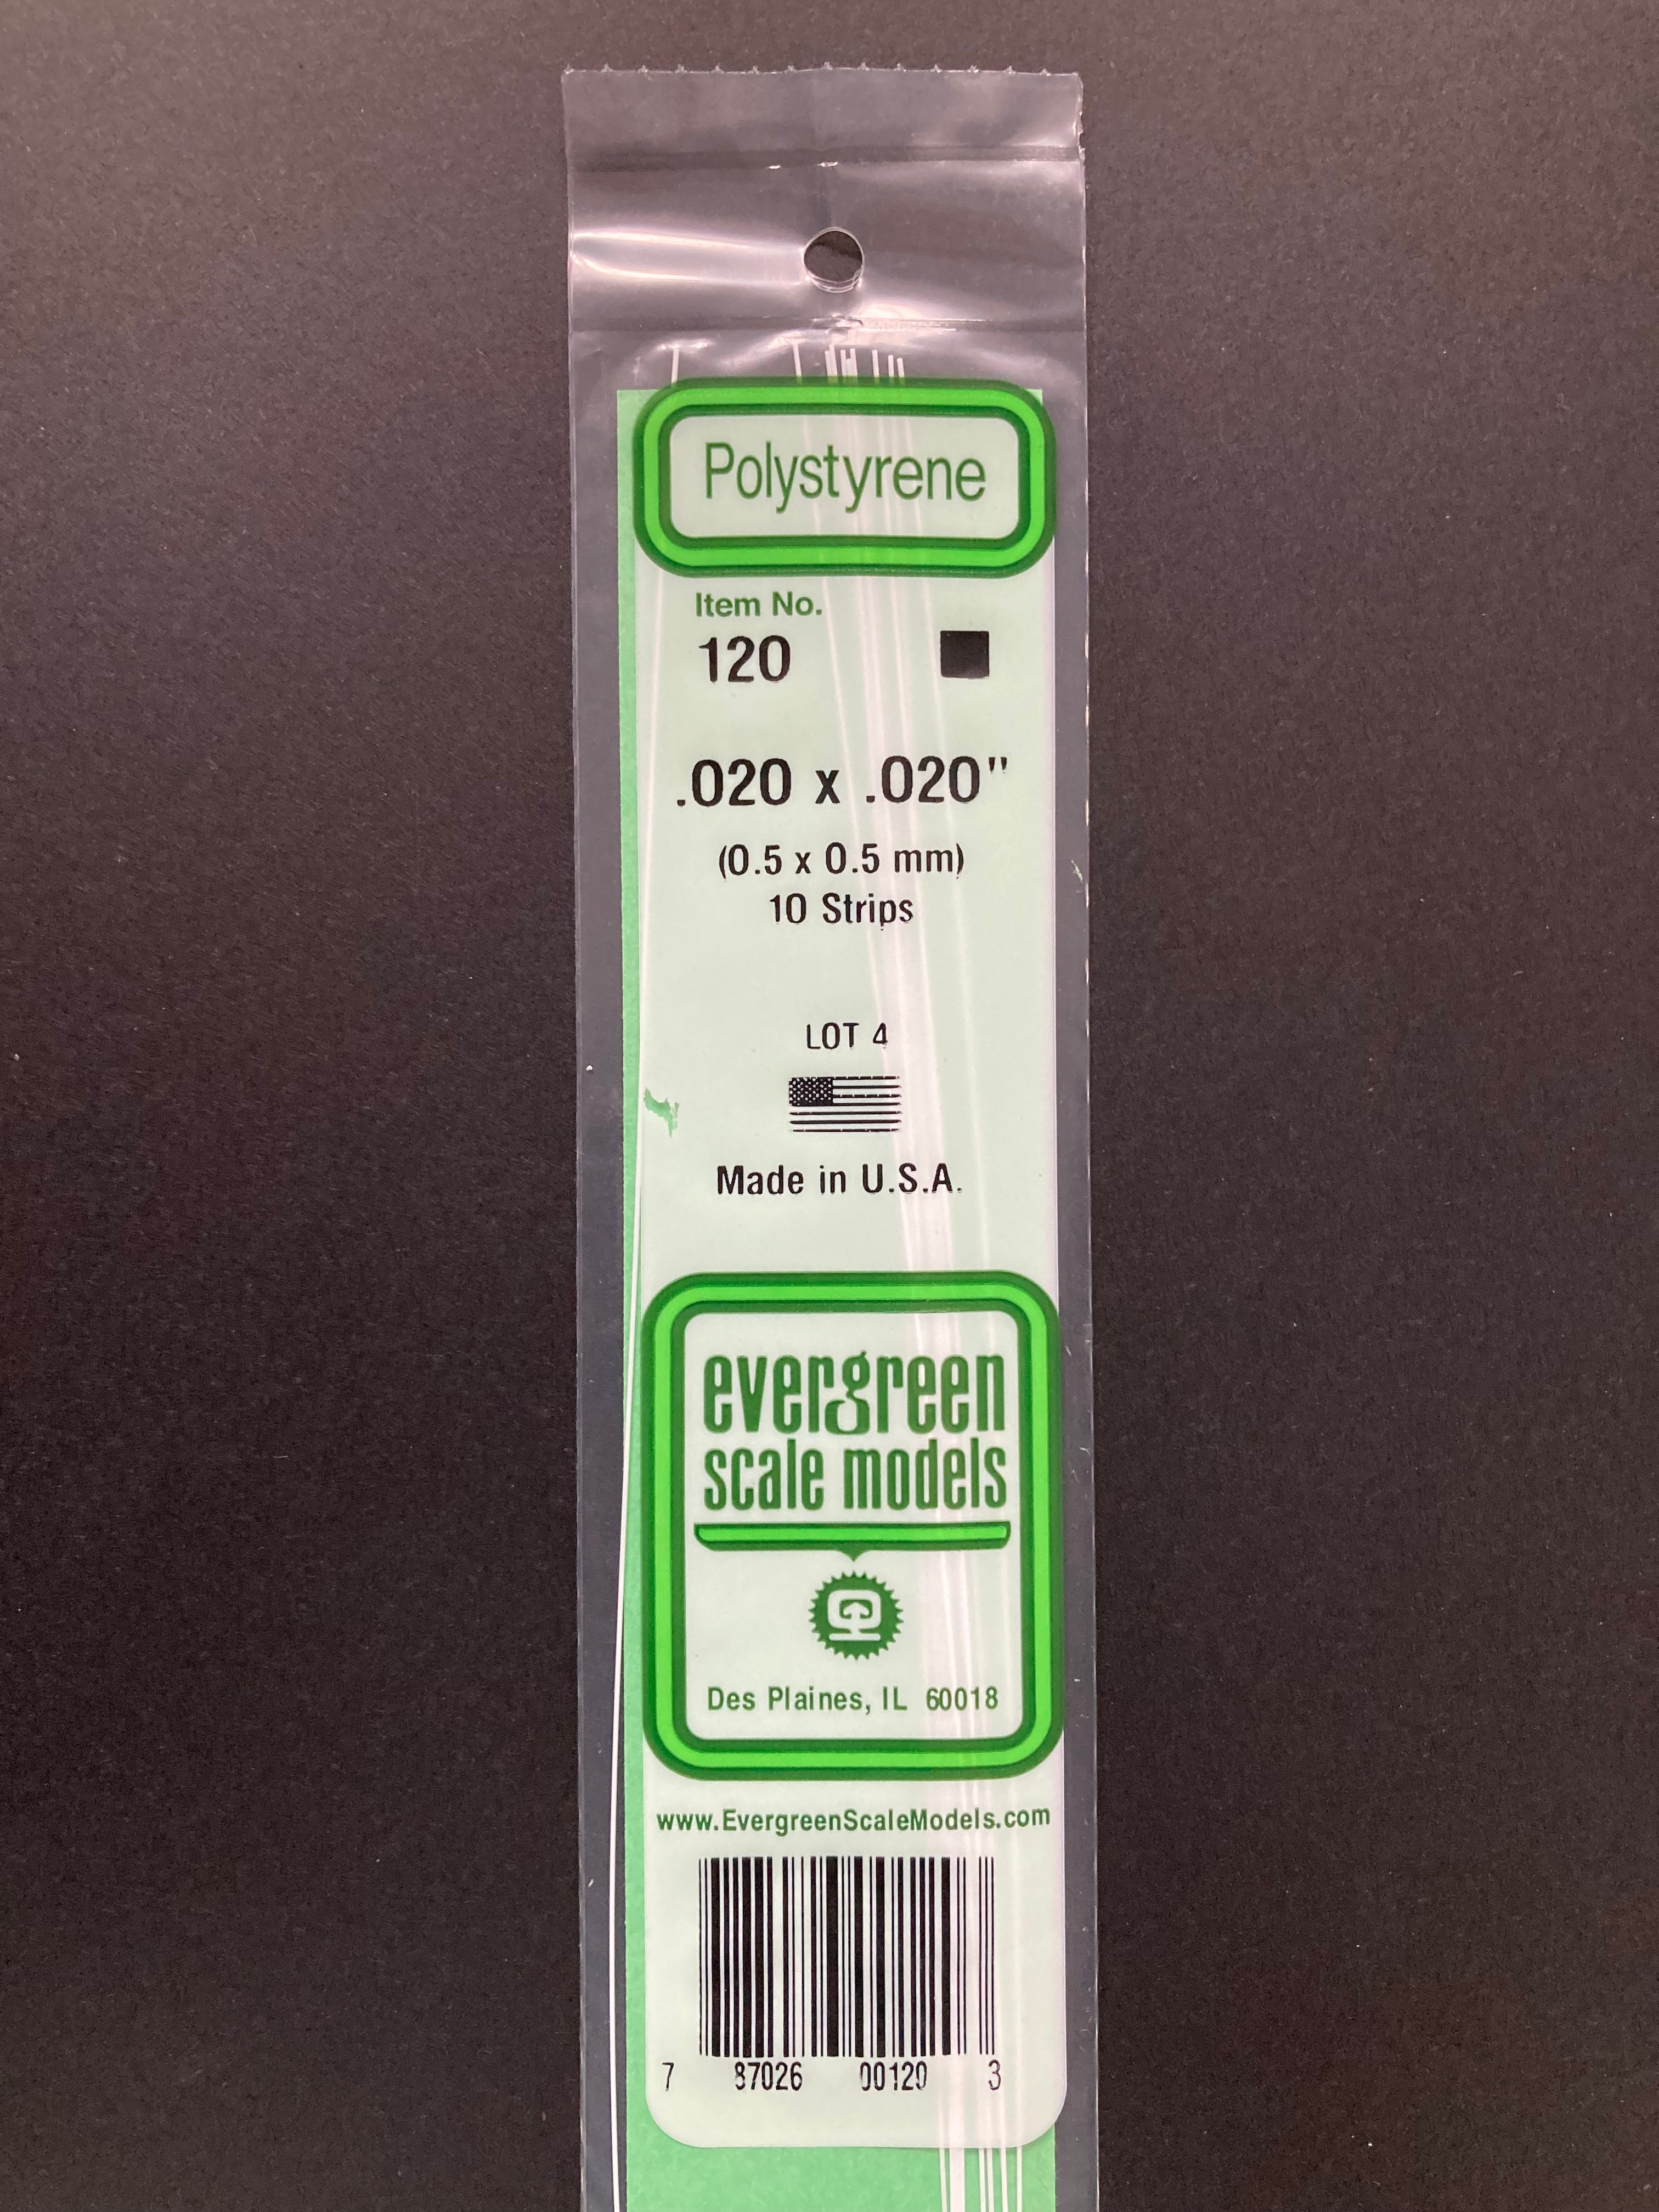 Polystyrene
Item No.
120
.020 x .020"
(0.5 x 0.5 mm)
10 Strips
LOT 4
Made in U.S.A.
evergreen
scale models
Des Plaines, IL 60018
www.EvergreenScaleModels.com
7 87026 00120 3